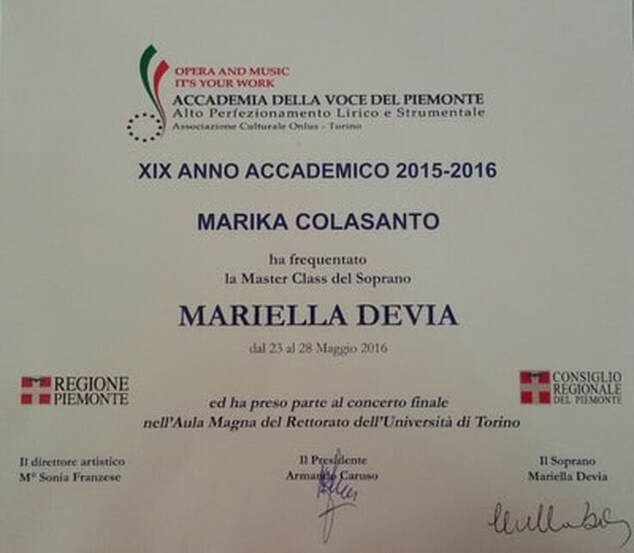 OPERA AND MUSIC
IT'S YOUR WORK
ACCADEMIA DELLA VOCE DEL PIEMONTE
Alto Perfezionamento Lirico e Strumentale
Associazione Culturale Onlus - Torino
XIX ANNO ACCADEMICO 2015-2016
MARIKA COLASANTO
ha frequentato
la Master Class del Soprano
MARIELLA DEVIA
dal 23 al 28 Maggio 2016
REGIONE
PIEMONTE
CONSIGLIO
REGIONALE
DEL PIEMONTE
ed ha preso parte al concerto finale
nell'Aula Magna del Rettorato dell'Università di Torino
Il direttore artistico
M° Sonia Franzese
Il Presidente
Armando Caruso
Il Soprano
Mariella Devia